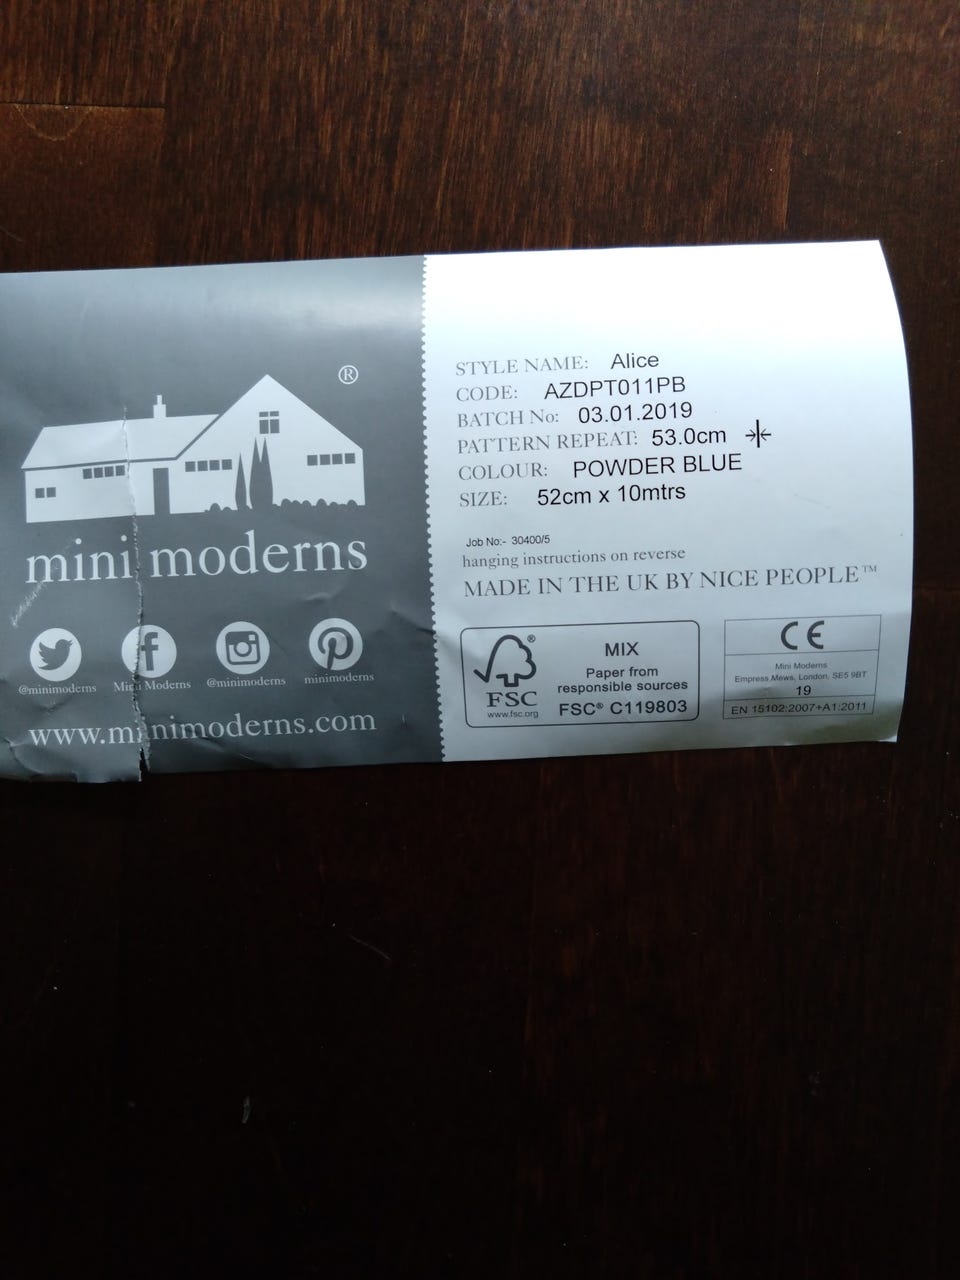 ®
mini moderns
@minimoderns Mini Moderns @minimoderns minimoderns
www.minimoderns.com
STYLE NAME: Alice
CODE: AZDPT011PB
BATCH No: 03.01.2019
PATTERN REPEAT: 53.0cm
COLOUR: POWDER BLUE
SIZE: 52cm x 10mtrs
Job No:- 30400/5
hanging instructions on reverse
MADE IN THE UK BY NICE PEOPLE™
®
FSC
www.fsc.org
MIX
Paper from
responsible sources
FSC® C119803
CE
Mini Moderns
Empress Mews, London, SE5 9BT
19
EN 15102:2007+A1:2011